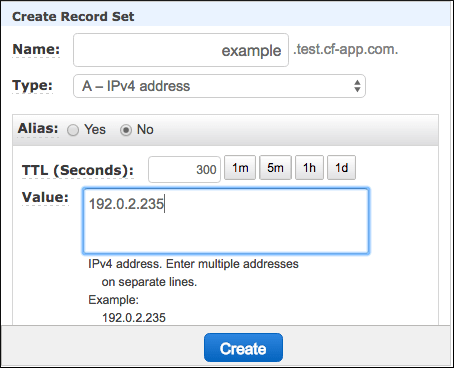 Create Record Set
Name: example .test.cf-app.com.
Type: A – IPv4 address
Alias: Yes No
TTL (Seconds): 300 1m 5m 1h 1d
Value: 192.0.2.235
IPv4 address. Enter multiple addresses
on separate lines.
Example:
192.0.2.235
Create